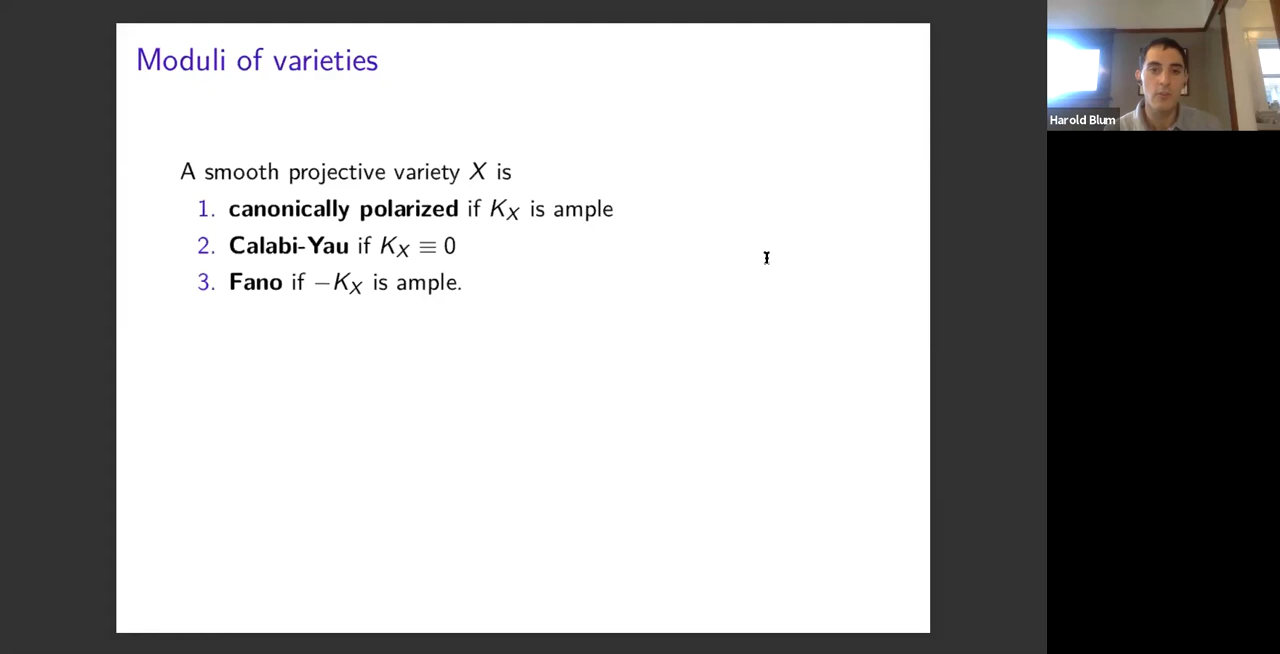 Moduli of varieties
A smooth projective variety X is
1. canonically polarized if K_X is ample
2. Calabi-Yau if K_X ≡ 0
3. Fano if −K_X is ample.
Harold Blum